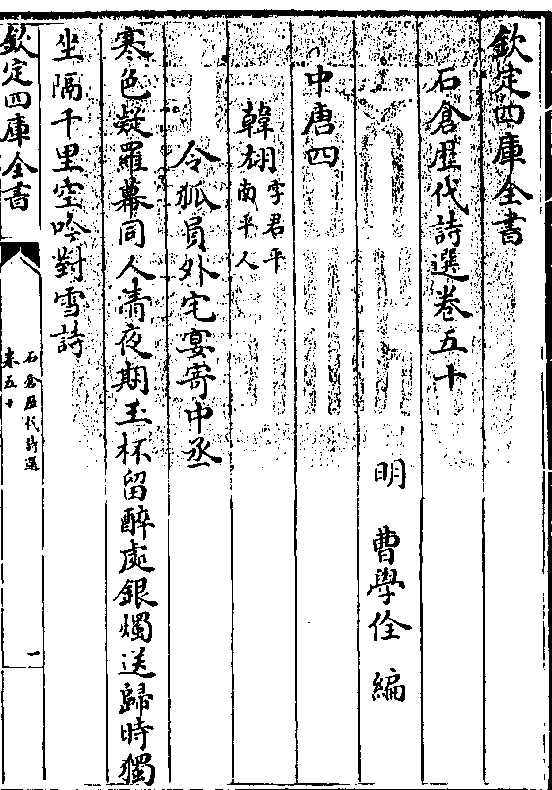 欽定四庫全書
石倉歴代詩選卷五十
明 曹學佺 編
中唐四
韓翃字君平南平人
令狐員外宅宴寄中丞
寒色凝羅幕同人清夜期玉杯留醉處銀燭送歸時獨
坐隔千里空吟對雪詩
欽定四庫全書
石倉歴代詩選
卷五十
一